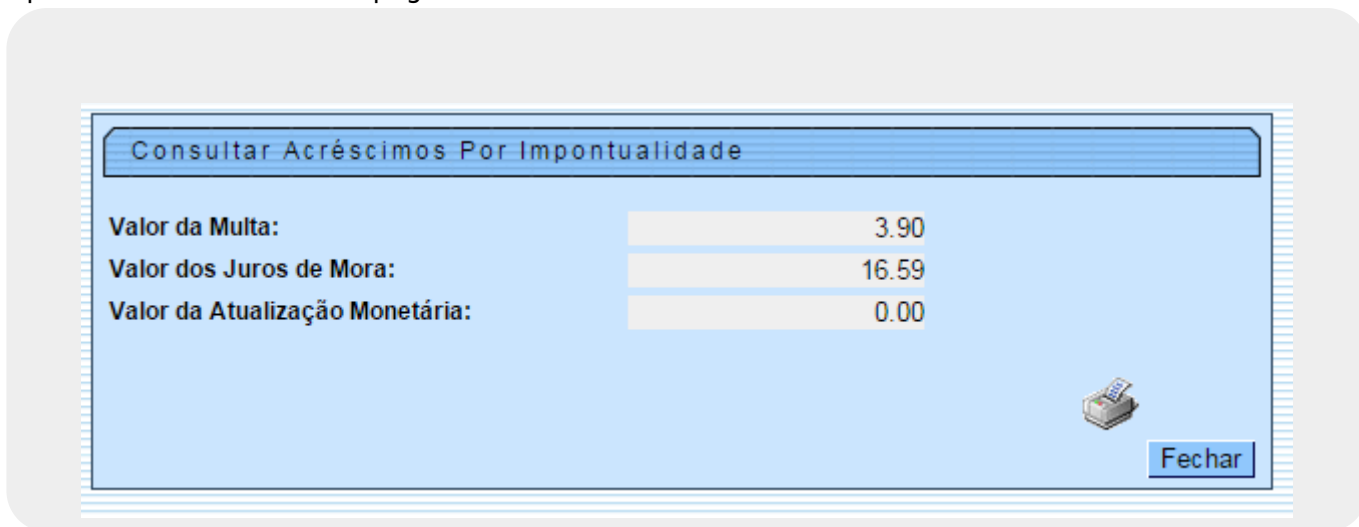 Consultar Acréscimos Por Impontualidade
Valor da Multa: 3.90
Valor dos Juros de Mora: 16.59
Valor da Atualização Monetária: 0.00
Fechar